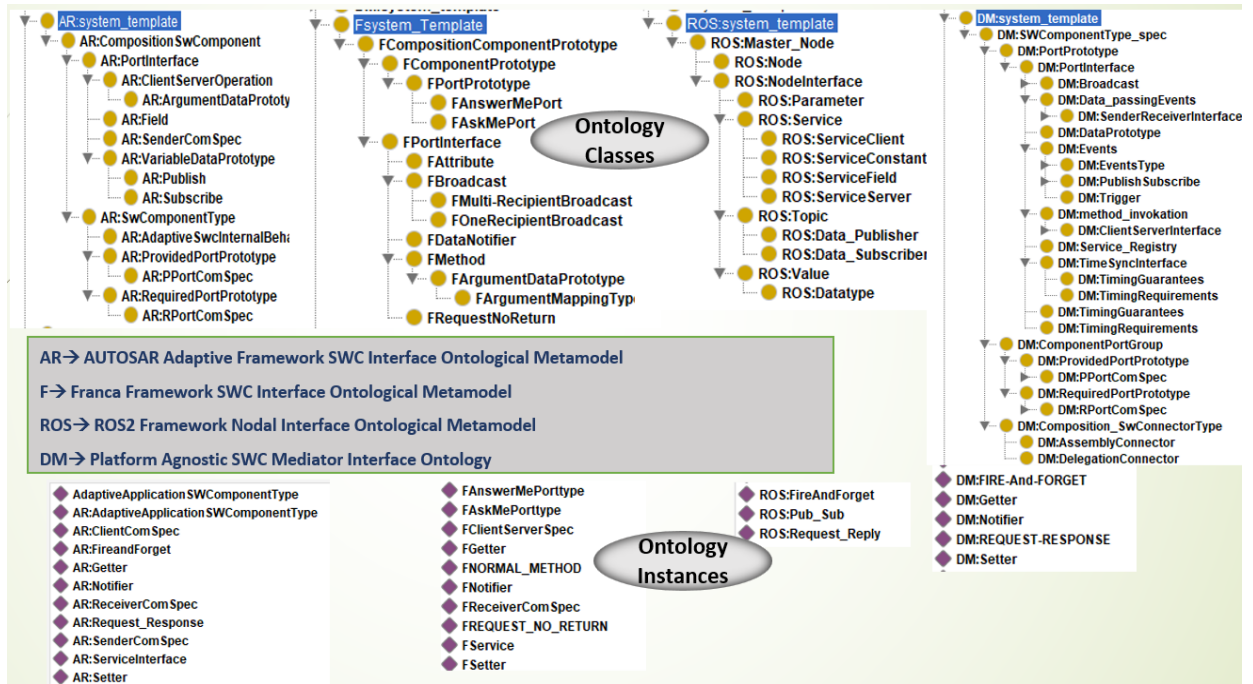 AR:system_template
AR:CompositionSwComponent
AR:PortInterface
AR:ClientServerOperation
AR:ArgumentDataPrototy
AR:Field
AR:SenderComSpec
AR:VariableDataPrototype
AR:Publish
AR:Subscribe
AR:SwComponentType
AR:AdaptiveSwcInternalBeha
AR:ProvidedPortPrototype
AR:PPortComSpec
AR:RequiredPortPrototype
AR:RPortComSpec
Fsystem_Template
FCompositionComponentPrototype
FComponentPrototype
FPortPrototype
FAnswerMePort
FAskMePort
FPortInterface
FAttribute
FBroadcast
FMulti-RecipientBroadcast
FOneRecipientBroadcast
FDataNotifier
FMethod
FArgumentDataPrototype
FArgumentMappingType
FRequestNoReturn
Ontology
Classes
ROS:system_template
ROS:Master_Node
ROS:Node
ROS:NodeInterface
ROS:Parameter
ROS:Service
ROS:ServiceClient
ROS:ServiceConstant
ROS:ServiceField
ROS:ServiceServer
ROS:Topic
ROS:Data_Publisher
ROS:Data_Subscriber
ROS:Value
ROS:Datatype
DM:system_template
DM:SWComponentType_spec
DM:PortPrototype
DM:PortInterface
DM:Broadcast
DM:Data_passingEvents
DM:SenderReceiverInterface
DM:DataPrototype
DM:Events
DM:EventsType
DM:PublishSubscribe
DM:Trigger
DM:method_invokation
DM:ClientServerInterface
DM:Service_Registry
DM:TimeSyncInterface
DM:TimingGuarantees
DM:TimingRequirements
DM:TimingGuarantees
DM:TimingRequirements
DM:ComponentPortGroup
DM:ProvidedPortPrototype
DM:PPortComSpec
DM:RequiredPortPrototype
DM:RPortComSpec
DM:Composition_SwConnectorType
DM:AssemblyConnector
DM:DelegationConnector
AR→ AUTOSAR Adaptive Framework SWC Interface Ontological Metamodel
F→ Franca Framework SWC Interface Ontological Metamodel
ROS→ ROS2 Framework Nodal Interface Ontological Metamodel
DM→ Platform Agnostic SWC Mediator Interface Ontology
AdaptiveApplicationSWComponentType
AR:AdaptiveApplicationSWComponentType
AR:ClientComSpec
AR:FireandForget
AR:Getter
AR:Notifier
AR:ReceiverComSpec
AR:Request_Response
AR:SenderComSpec
AR:ServiceInterface
AR:Setter
FAnswerMePorttype
FAskMePorttype
FClientServerSpec
FGetter
FNORMAL_METHOD
FNotifier
FReceiverComSpec
FREQUEST_NO_RETURN
FService
FSetter
Ontology
Instances
ROS:FireAndForget
ROS:Pub_Sub
ROS:Request_Reply
DM:FIRE-And-FORGET
DM:Getter
DM:Notifier
DM:REQUEST-RESPONSE
DM:Setter